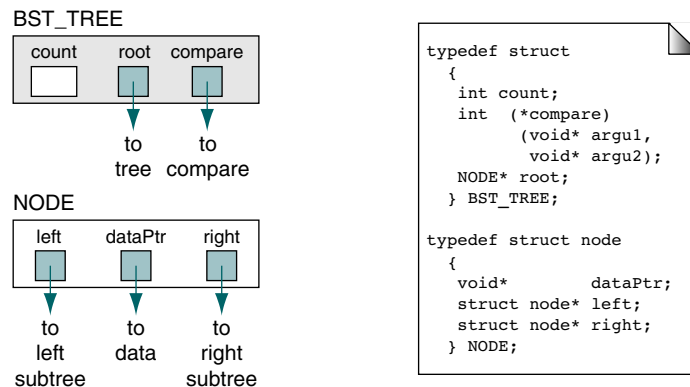 BST_TREE
count root compare
to to
tree compare
NODE
left dataPtr right
to to to
left data right
subtree subtree
typedef struct
{
int count;
int (*compare)
(void* argu1,
void* argu2);
NODE* root;
} BST_TREE;
typedef struct node
{
void* dataPtr;
struct node* left;
struct node* right;
} NODE;